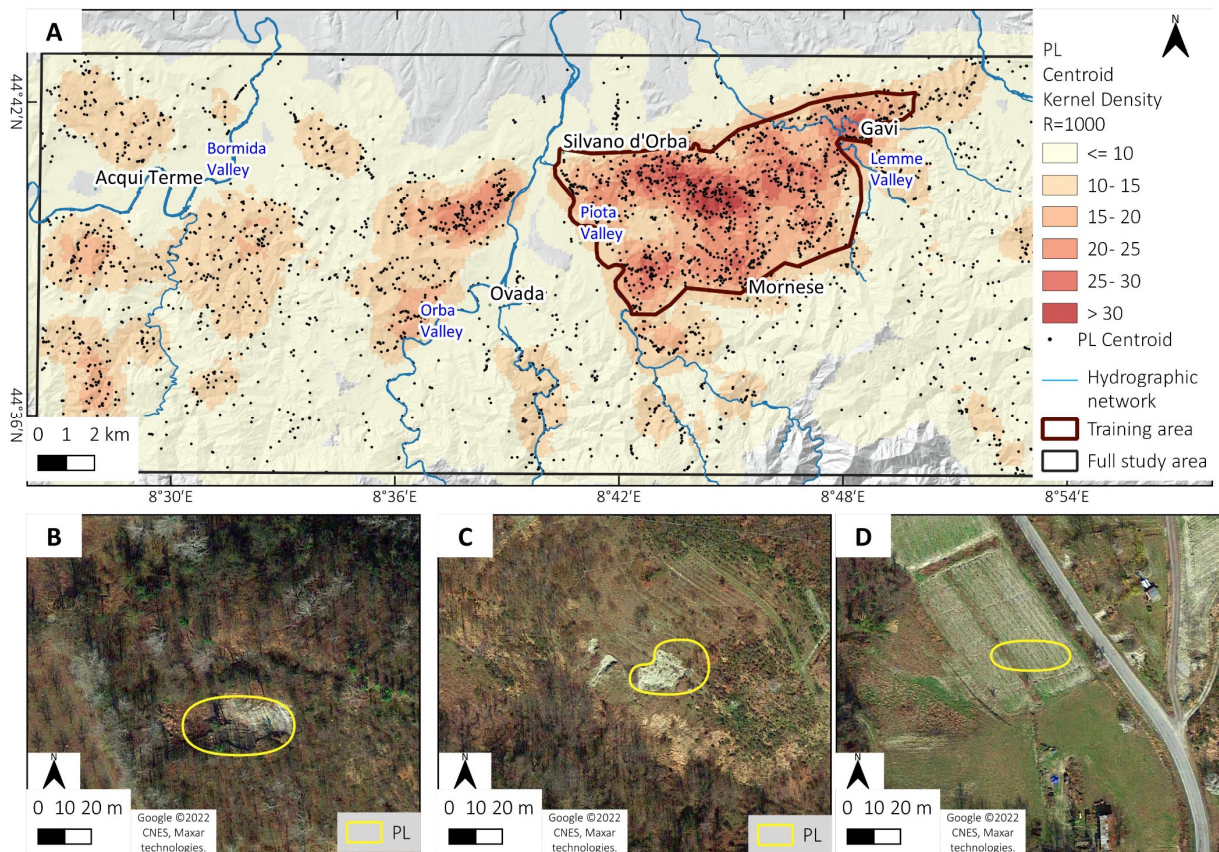 A
N
44°42'N
44°36'N
Bormida
Valley
Acqui Terme
Silvano d'Orba
Gavi
Lemme
Valley
Piota
Valley
Mornese
Ovada
Orba
Valley
0 1 2 km
8°30'E
8°36'E
8°42'E
8°48'E
8°54'E
PL
Centroid
Kernel Density
R=1000
<= 10
10- 15
15- 20
20- 25
25- 30
> 30
PL Centroid
Hydrographic
network
Training area
Full study area
B
N
0 10 20 m
Google ©2022
CNES, Maxar
technologies.
PL
C
N
0 10 20 m
Google ©2022
CNES, Maxar
technologies.
PL
D
N
0 10 20 m
Google ©2022
CNES, Maxar
technologies.
PL